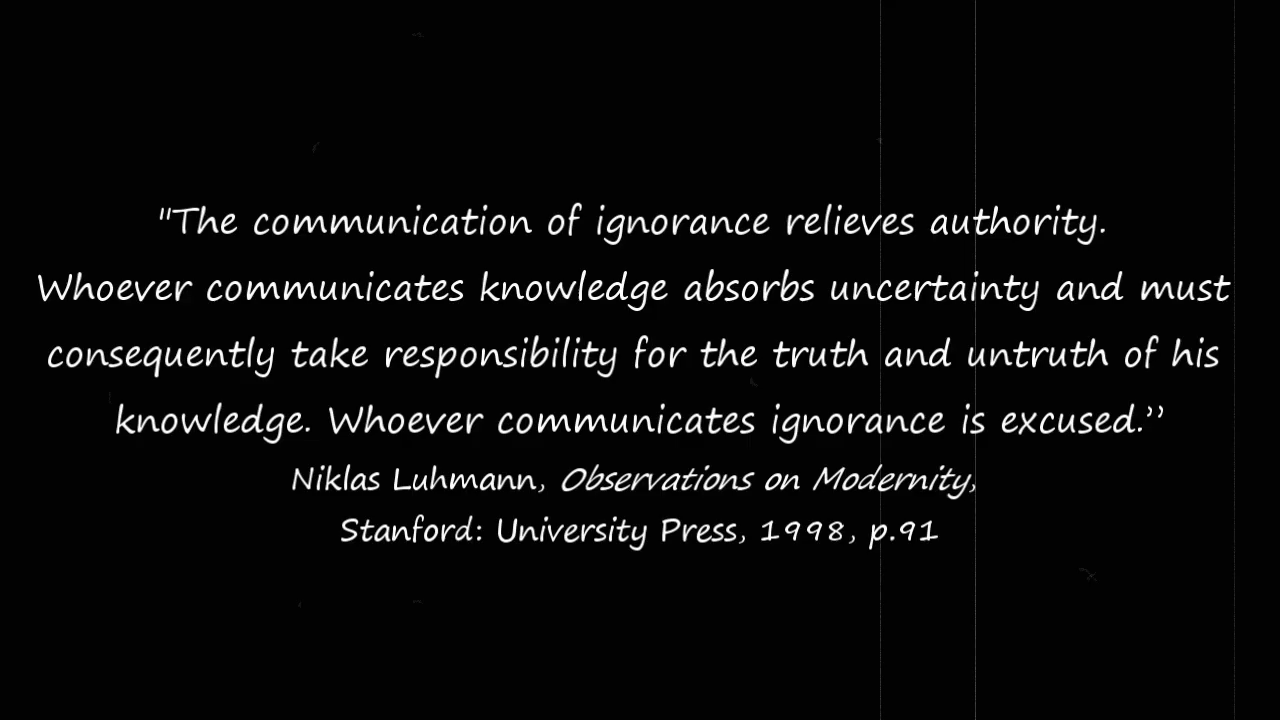 "The communication of ignorance relieves authority.
Whoever communicates knowledge absorbs uncertainty and must
consequently take responsibility for the truth and untruth of his
knowledge. Whoever communicates ignorance is excused.”
Niklas Luhmann, Observations on Modernity,
Stanford: University Press, 1998, p.91